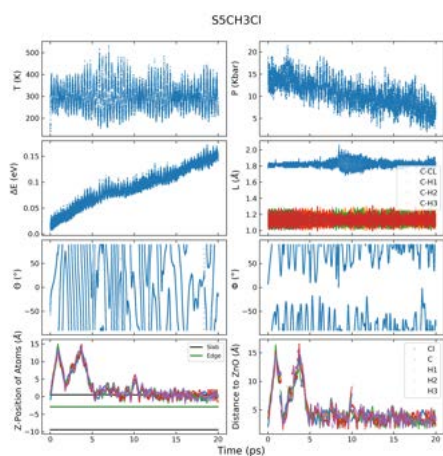 S5CH3Cl
T (K)
500
400
300
200
P (Kbar)
20
15
10
5
ΔE (eV)
0.15
0.10
0.05
0.0
L (Å)
2.0
1.8
1.6
1.4
1.2
1.0
C-CL
C-H1
C-H2
C-H3
Θ (°)
50
0
−50
Φ (°)
50
0
−50
Z-Position of Atoms (Å)
15
10
5
0
−5
−10
Slab
Edge
0 5 10 15 20
Distance to ZnO (Å)
15
10
5
Cl
C
H1
H2
H3
0 5 10 15 20
Time (ps)